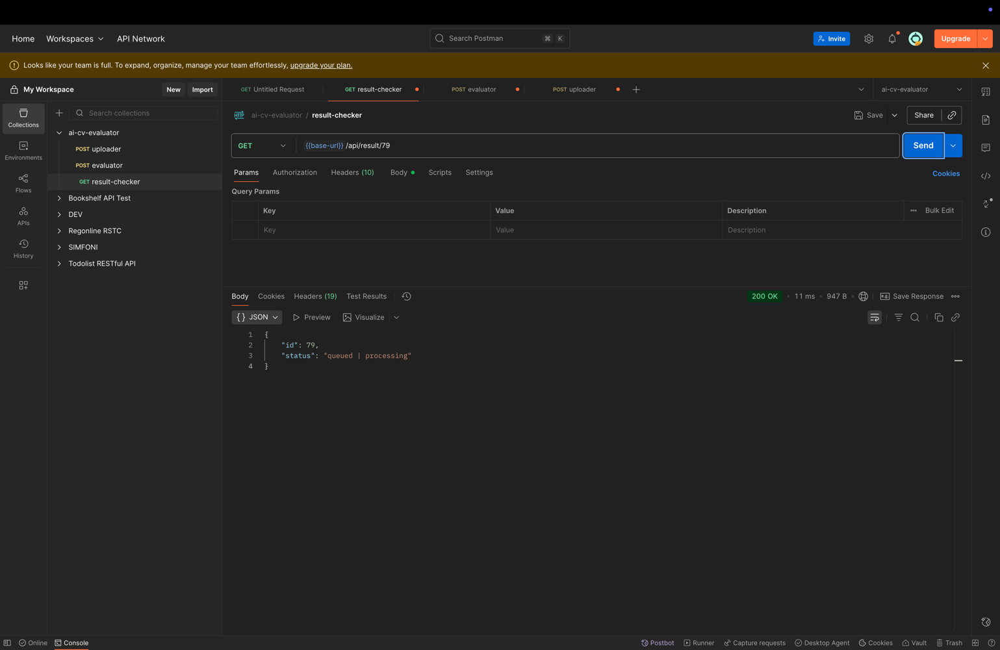 Home Workspaces API Network Search Postman ⌘ K Invite Upgrade
Looks like your team is full. To expand, organize, manage your team effortlessly, upgrade your plan.
My Workspace New Import
GET Untitled Request GET result-checker POST evaluator POST uploader ai-cv-evaluator
Collections
Environments
Flows
APIs
History
Search collections
ai-cv-evaluator
POST uploader
POST evaluator
GET result-checker
Bookshelf API Test
DEV
Regonline RSTC
SIMFONI
Todolist RESTful API
HTTP ai-cv-evaluator / result-checker Save Share
GET {{base-url}} /api/result/79 Send
Params Authorization Headers (10) Body Scripts Settings Cookies
Query Params
Key Value Description Bulk Edit
Key Value Description
Body Cookies Headers (19) Test Results 200 OK 11 ms 947 B e.g. Save Response
{} JSON Preview Visualize
1 {
2 "id": 79,
3 "status": "queued | processing"
4 }
Online Console Postbot Runner Capture requests Desktop Agent Cookies Vault Trash